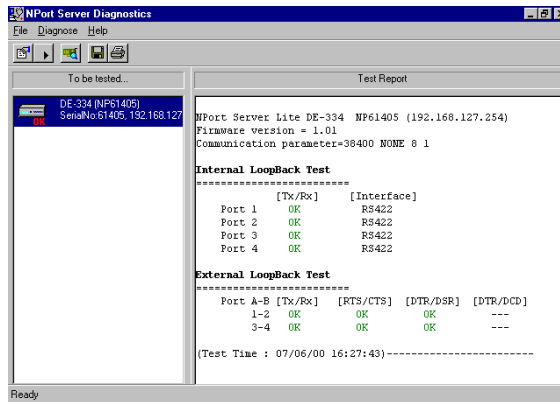 NPort Server Diagnostics
File Diagnose Help
To be tested...
Test Report
DE-334 (NP61405)
SerialNo:61405, 192.168.127
OK
NPort Server Lite DE-334 NP61405 (192.168.127.254)
Firmware version = 1.01
Communication parameter=38400 NONE 8 1
Internal LoopBack Test
=========================
[Tx/Rx] [Interface]
Port 1 OK RS422
Port 2 OK RS422
Port 3 OK RS422
Port 4 OK RS422
External LoopBack Test
=========================
Port A-B [Tx/Rx] [RTS/CTS] [DTR/DSR] [DTR/DCD]
1-2 OK OK OK ---
3-4 OK OK OK ---
(Test Time : 07/06/00 16:27:43)------------------------
Ready